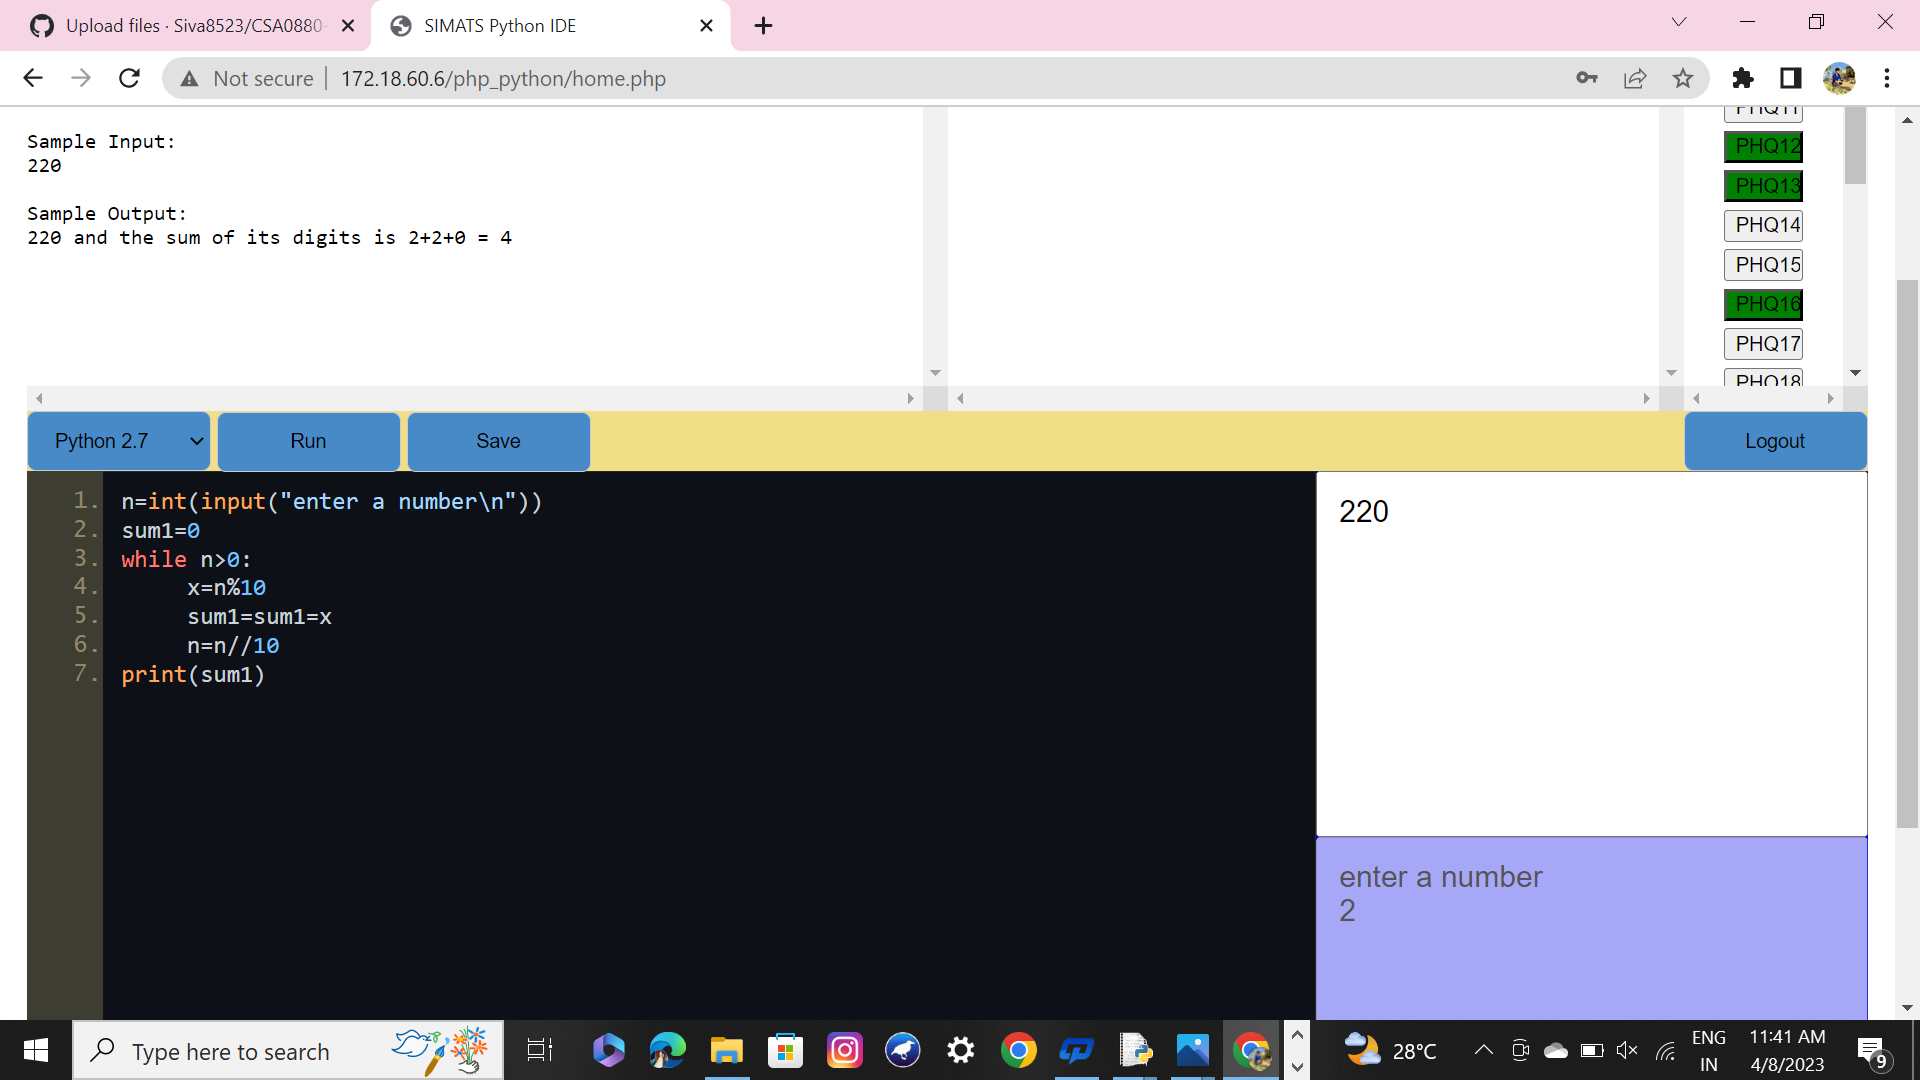 Upload files · Siva8523/CSA0880-
SIMATS Python IDE
Not secure
172.18.60.6/php_python/home.php
Sample Input:
220
Sample Output:
220 and the sum of its digits is 2+2+0 = 4
PHQ11
PHQ12
PHQ13
PHQ14
PHQ15
PHQ16
PHQ17
PHQ18
Python 2.7
Run
Save
Logout
1. n=int(input("enter a number\n"))
2. sum1=0
3. while n>0:
4. x=n%10
5. sum1=sum1=x
6. n=n//10
7. print(sum1)
220
enter a number
2
Type here to search
28°C
ENG
IN
11:41 AM
4/8/2023
9